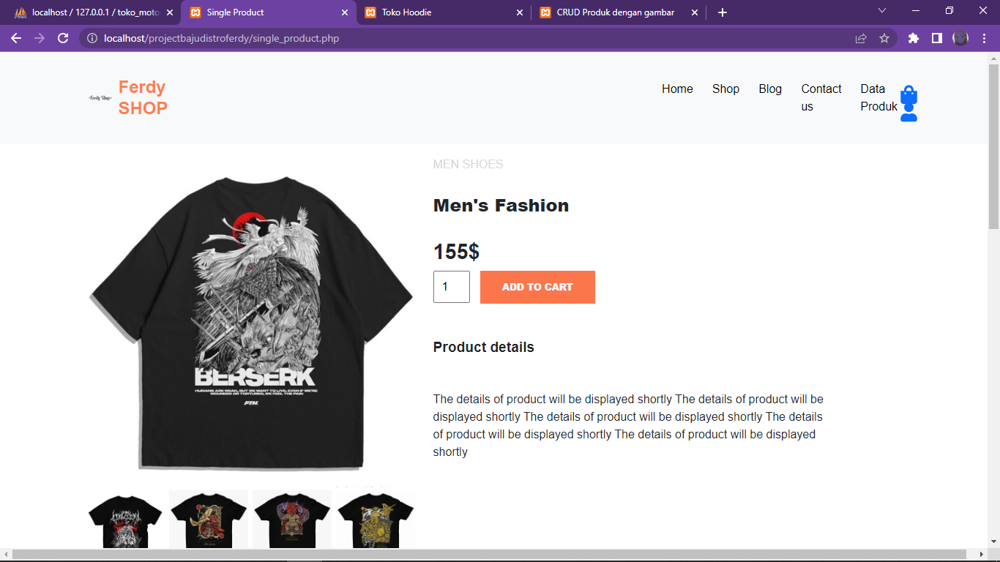 localhost / 127.0.0.1 / toko_moto
Single Product
Toko Hoodie
CRUD Produk dengan gambar
localhost/projectbajudistroferdy/single_product.php
Ferdy Shop
Ferdy
SHOP
Home
Shop
Blog
Contact
us
Data
Produk
MEN SHOES
Men's Fashion
155$
1
ADD TO CART
Product details
The details of product will be displayed shortly The details of product will be
displayed shortly The details of product will be displayed shortly The details
of product will be displayed shortly The details of product will be displayed
shortly
BERSERK
HUMANS ARE WEAK, BUT WE WANT TO LIVE, EVEN IF WE'RE
WOUNDED OR TORTURED, WE FEEL THE PAIN